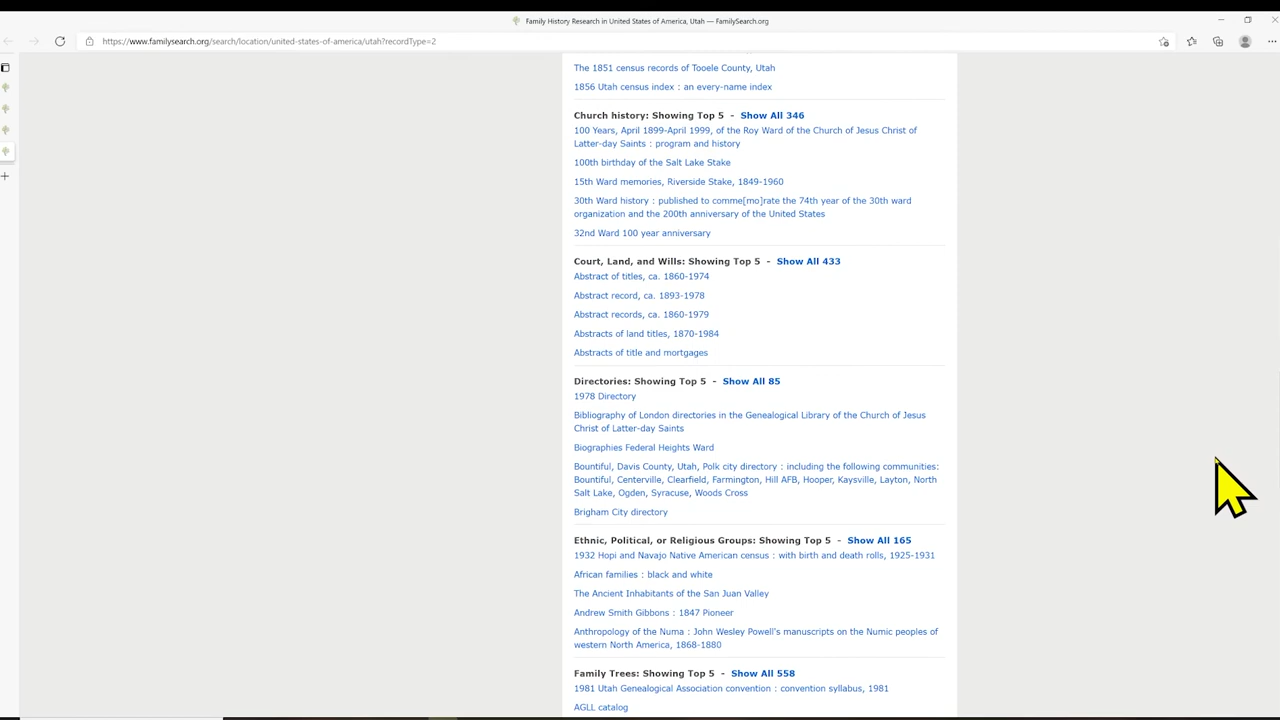 Family History Research in United States of America, Utah — FamilySearch.org
https://www.familysearch.org/search/location/united-states-of-america/utah?recordType=2
The 1851 census records of Tooele County, Utah
1856 Utah census index : an every-name index
Church history: Showing Top 5 - Show All 346
100 Years, April 1899-April 1999, of the Roy Ward of the Church of Jesus Christ of
Latter-day Saints : program and history
100th birthday of the Salt Lake Stake
15th Ward memories, Riverside Stake, 1849-1960
30th Ward history : published to comme[mo]rate the 74th year of the 30th ward
organization and the 200th anniversary of the United States
32nd Ward 100 year anniversary
Court, Land, and Wills: Showing Top 5 - Show All 433
Abstract of titles, ca. 1860-1974
Abstract record, ca. 1893-1978
Abstract records, ca. 1860-1979
Abstracts of land titles, 1870-1984
Abstracts of title and mortgages
Directories: Showing Top 5 - Show All 85
1978 Directory
Bibliography of London directories in the Genealogical Library of the Church of Jesus
Christ of Latter-day Saints
Biographies Federal Heights Ward
Bountiful, Davis County, Utah, Polk city directory : including the following communities:
Bountiful, Centerville, Clearfield, Farmington, Hill AFB, Hooper, Kaysville, Layton, North
Salt Lake, Ogden, Syracuse, Woods Cross
Brigham City directory
Ethnic, Political, or Religious Groups: Showing Top 5 - Show All 165
1932 Hopi and Navajo Native American census : with birth and death rolls, 1925-1931
African families : black and white
The Ancient Inhabitants of the San Juan Valley
Andrew Smith Gibbons : 1847 Pioneer
Anthropology of the Numa : John Wesley Powell's manuscripts on the Numic peoples of
western North America, 1868-1880
Family Trees: Showing Top 5 - Show All 558
1981 Utah Genealogical Association convention : convention syllabus, 1981
AGLL catalog